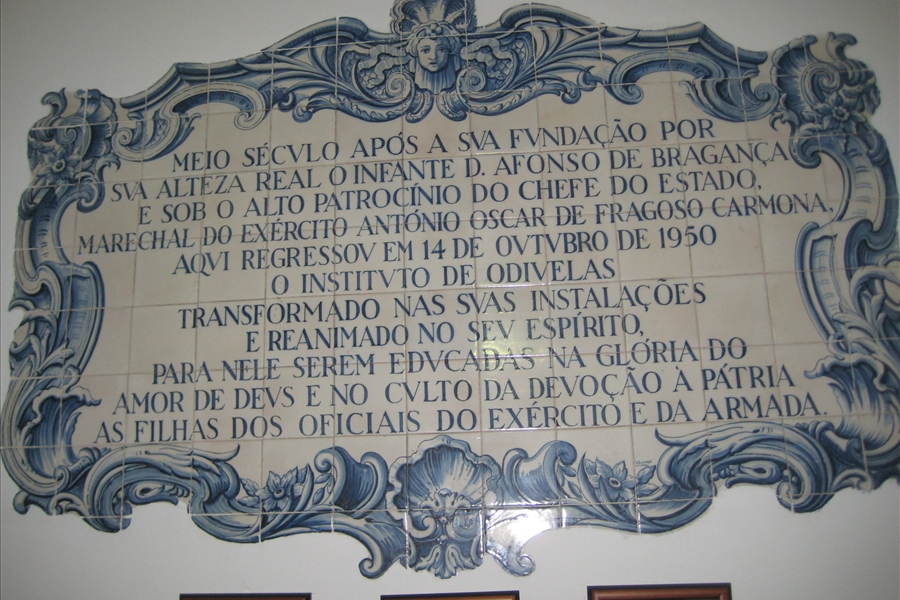 MEIO SÉCVLO APÓS A SVA FVNDAÇÃO POR
SVA ALTEZA REAL O INFANTE D. AFONSO DE BRAGANÇA
E SOB O ALTO PATROCÍNIO DO CHEFE DO ESTADO,
MARECHAL DO EXÉRCITO ANTÓNIO OSCAR DE FRAGOSO CARMONA.
AQVI REGRESSOV EM 14 DE OVTVBRO DE 1950
O INSTITVTO DE ODIVELAS
TRANSFORMADO NAS SVAS INSTALAÇÕES
E REANIMADO NO SEV ESPÍRITO,
PARA NELE SEREM EDVCADAS NA GLÓRIA DO
AMOR DE DEVS E NO CVLTO DA DEVOÇÃO À PÁTRIA
AS FILHAS DOS OFICIAIS DO EXÉRCITO E DA ARMADA.